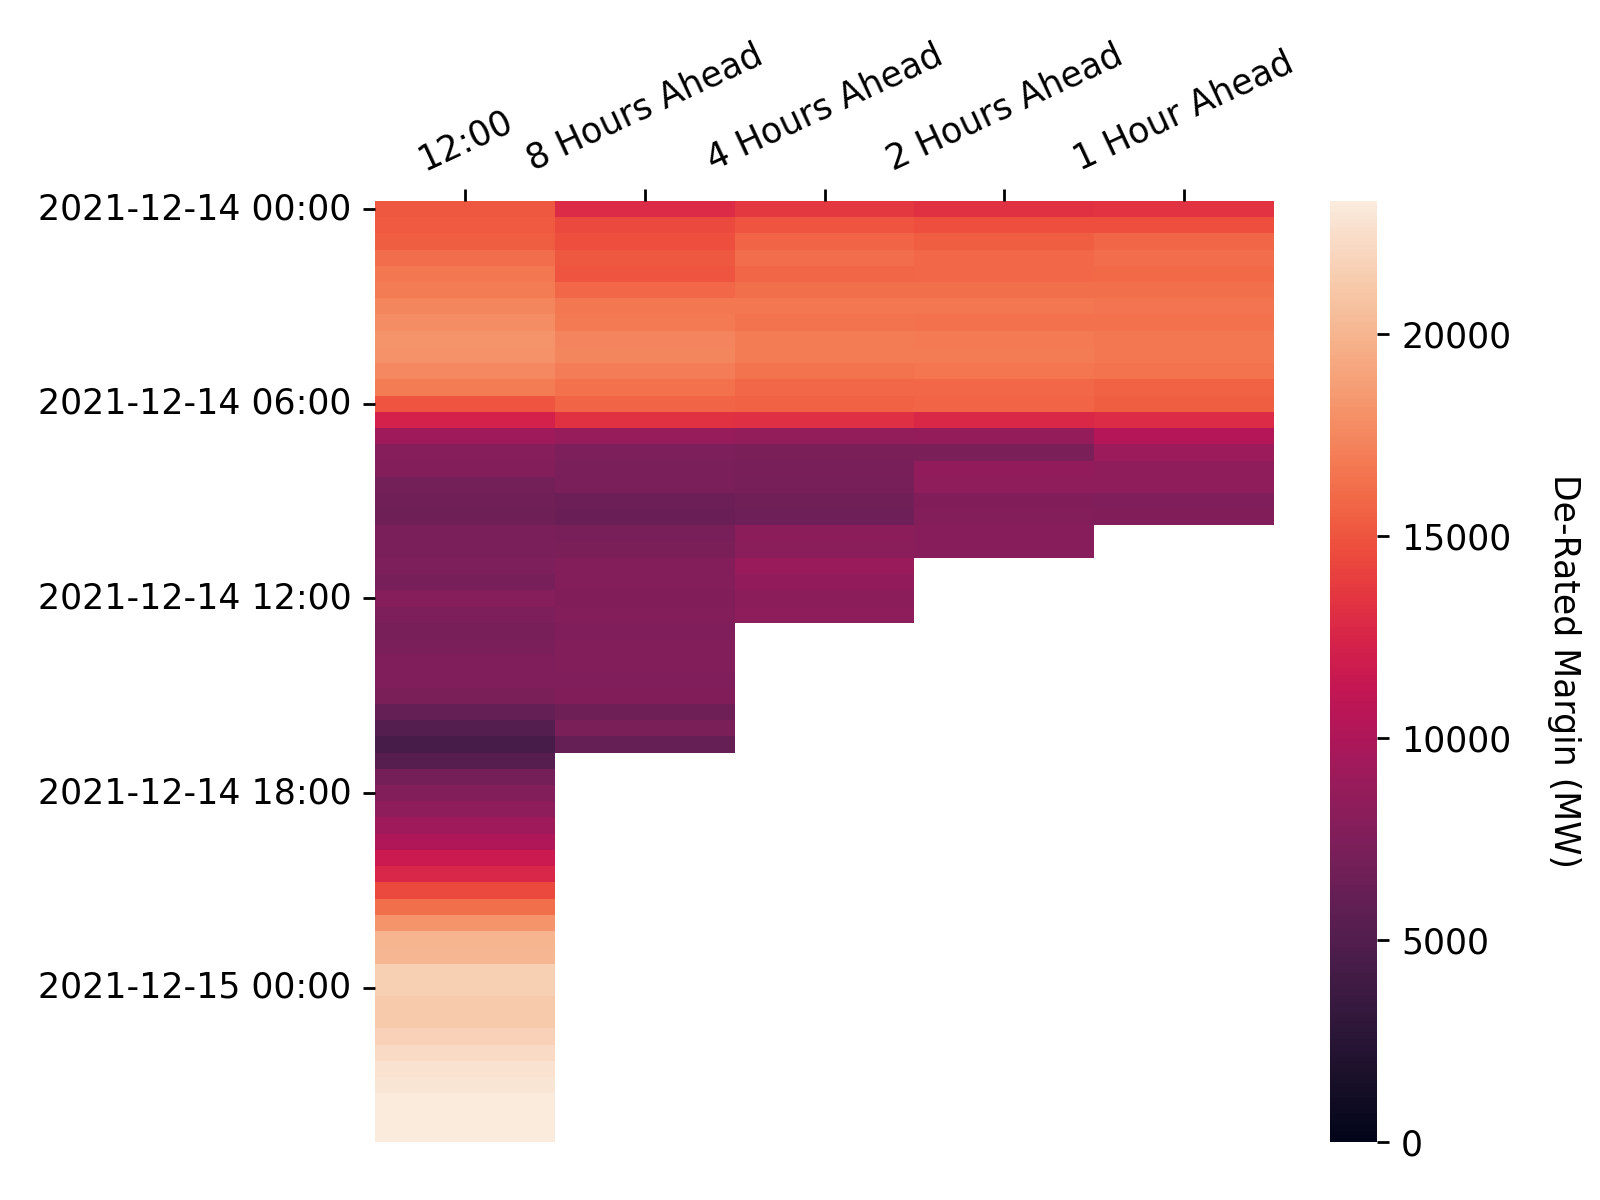 12:00
8 Hours Ahead
4 Hours Ahead
2 Hours Ahead
1 Hour Ahead
2021-12-14 00:00
2021-12-14 06:00
2021-12-14 12:00
2021-12-14 18:00
2021-12-15 00:00
20000
15000
10000
5000
0
De-Rated Margin (MW)